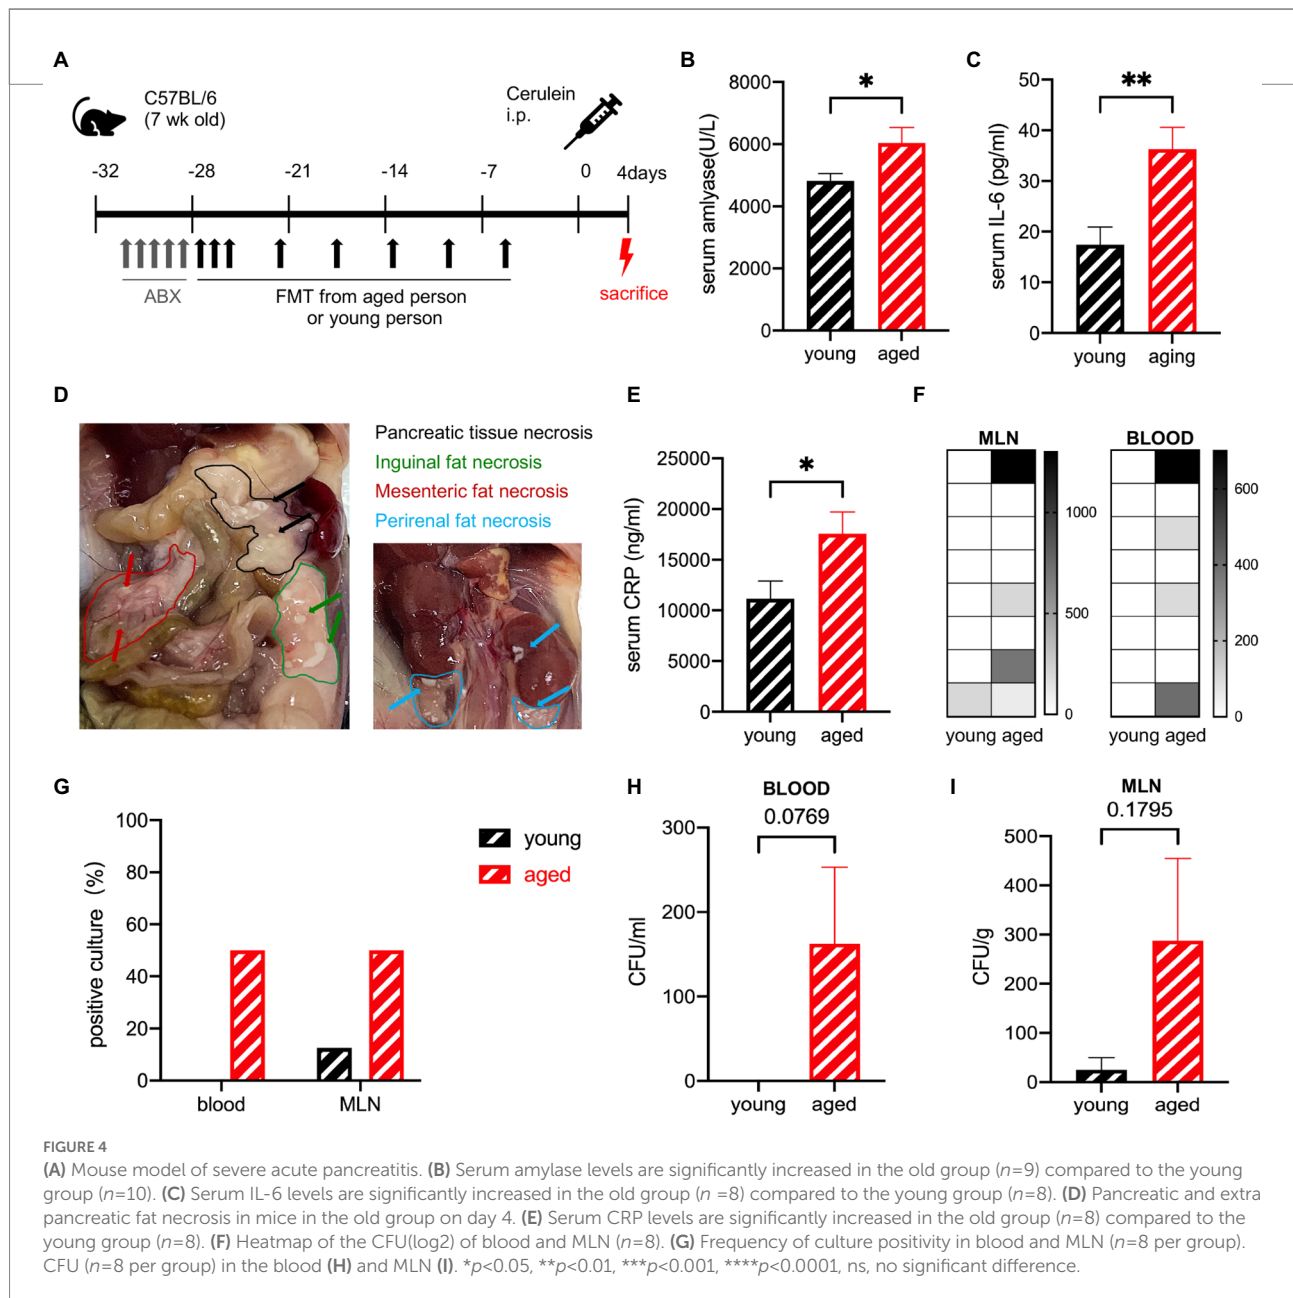 A
C57BL/6
(7 wk old)
Cerulein
i.p.
-32 -28 -21 -14 -7 0 4days
ABX
FMT from aged person
or young person
sacrifice
B
serum amlyase(U/L)
8000
6000
4000
2000
0
*
young aged
C
serum IL-6 (pg/ml)
50
40
30
20
10
0
**
young aging
D
Pancreatic tissue necrosis
Inguinal fat necrosis
Mesenteric fat necrosis
Perirenal fat necrosis
E
serum CRP (ng/ml)
25000
20000
15000
10000
5000
0
*
young aged
F
MLN
1000
500
0
young aged
BLOOD
600
400
200
0
young aged
G
positive culture (%)
100
80
60
40
20
0
blood MLN
young
aged
H
BLOOD
0.0769
CFU/ml
300
200
100
0
young aged
I
MLN
0.1795
CFU/g
500
400
300
200
100
0
young aged
FIGURE 4
(A) Mouse model of severe acute pancreatitis. (B) Serum amylase levels are significantly increased in the old group (n=9) compared to the young
group (n=10). (C) Serum IL-6 levels are significantly increased in the old group (n =8) compared to the young group (n=8). (D) Pancreatic and extra
pancreatic fat necrosis in mice in the old group on day 4. (E) Serum CRP levels are significantly increased in the old group (n=8) compared to the
young group (n=8). (F) Heatmap of the CFU(log2) of blood and MLN (n=8). (G) Frequency of culture positivity in blood and MLN (n=8 per group).
CFU (n=8 per group) in the blood (H) and MLN (I). *p<0.05, **p<0.01, ***p<0.001, ****p<0.0001, ns, no significant difference.